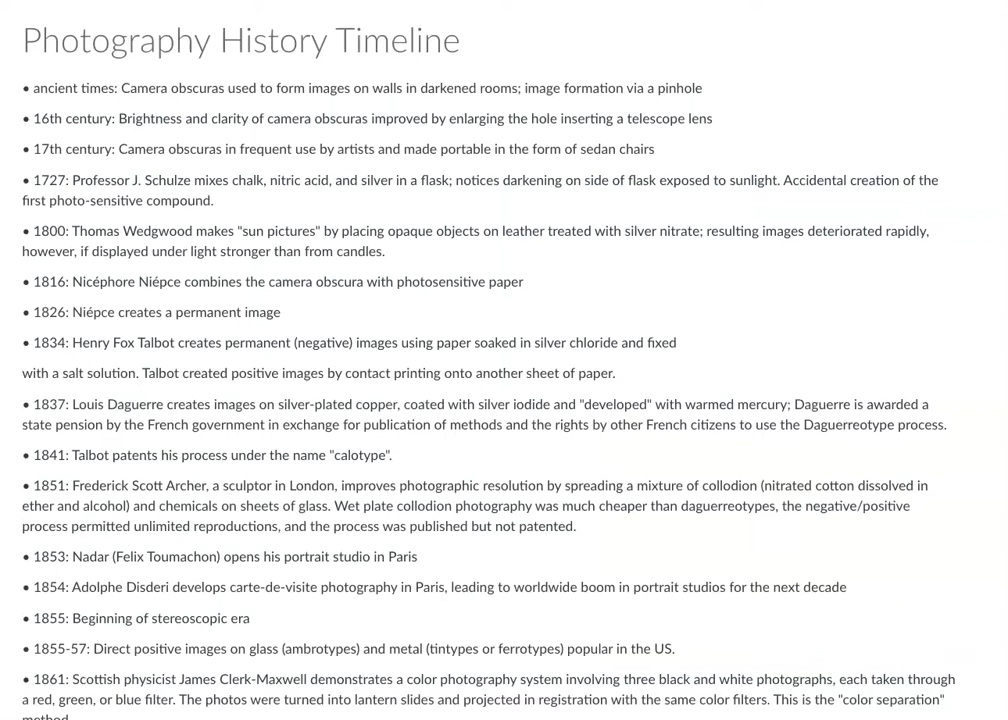 Photography History Timeline
• ancient times: Camera obscuras used to form images on walls in darkened rooms; image formation via a pinhole
• 16th century: Brightness and clarity of camera obscuras improved by enlarging the hole inserting a telescope lens
• 17th century: Camera obscuras in frequent use by artists and made portable in the form of sedan chairs
• 1727: Professor J. Schulze mixes chalk, nitric acid, and silver in a flask; notices darkening on side of flask exposed to sunlight. Accidental creation of the
first photo-sensitive compound.
• 1800: Thomas Wedgwood makes "sun pictures" by placing opaque objects on leather treated with silver nitrate; resulting images deteriorated rapidly,
however, if displayed under light stronger than from candles.
• 1816: Nicéphore Niépce combines the camera obscura with photosensitive paper
• 1826: Niépce creates a permanent image
• 1834: Henry Fox Talbot creates permanent (negative) images using paper soaked in silver chloride and fixed
with a salt solution. Talbot created positive images by contact printing onto another sheet of paper.
• 1837: Louis Daguerre creates images on silver-plated copper, coated with silver iodide and "developed" with warmed mercury; Daguerre is awarded a
state pension by the French government in exchange for publication of methods and the rights by other French citizens to use the Daguerreotype process.
• 1841: Talbot patents his process under the name "calotype".
• 1851: Frederick Scott Archer, a sculptor in London, improves photographic resolution by spreading a mixture of collodion (nitrated cotton dissolved in
ether and alcohol) and chemicals on sheets of glass. Wet plate collodion photography was much cheaper than daguerreotypes, the negative/positive
process permitted unlimited reproductions, and the process was published but not patented.
• 1853: Nadar (Felix Toumachon) opens his portrait studio in Paris
• 1854: Adolphe Disderi develops carte-de-visite photography in Paris, leading to worldwide boom in portrait studios for the next decade
• 1855: Beginning of stereoscopic era
• 1855-57: Direct positive images on glass (ambrotypes) and metal (tintypes or ferrotypes) popular in the US.
• 1861: Scottish physicist James Clerk-Maxwell demonstrates a color photography system involving three black and white photographs, each taken through
a red, green, or blue filter. The photos were turned into lantern slides and projected in registration with the same color filters. This is the "color separation"
method.